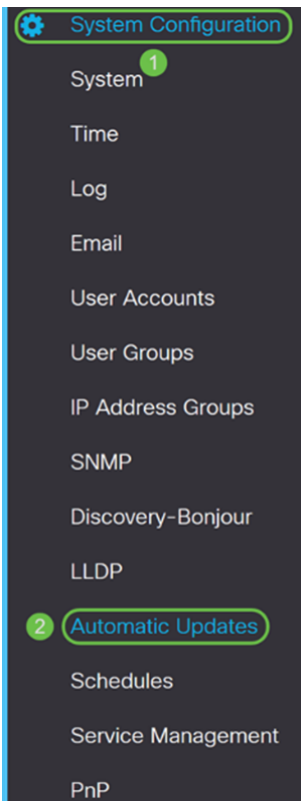 System Configuration
1
System
Time
Log
Email
User Accounts
User Groups
IP Address Groups
SNMP
Discovery-Bonjour
LLDP
2 Automatic Updates
Schedules
Service Management
PnP